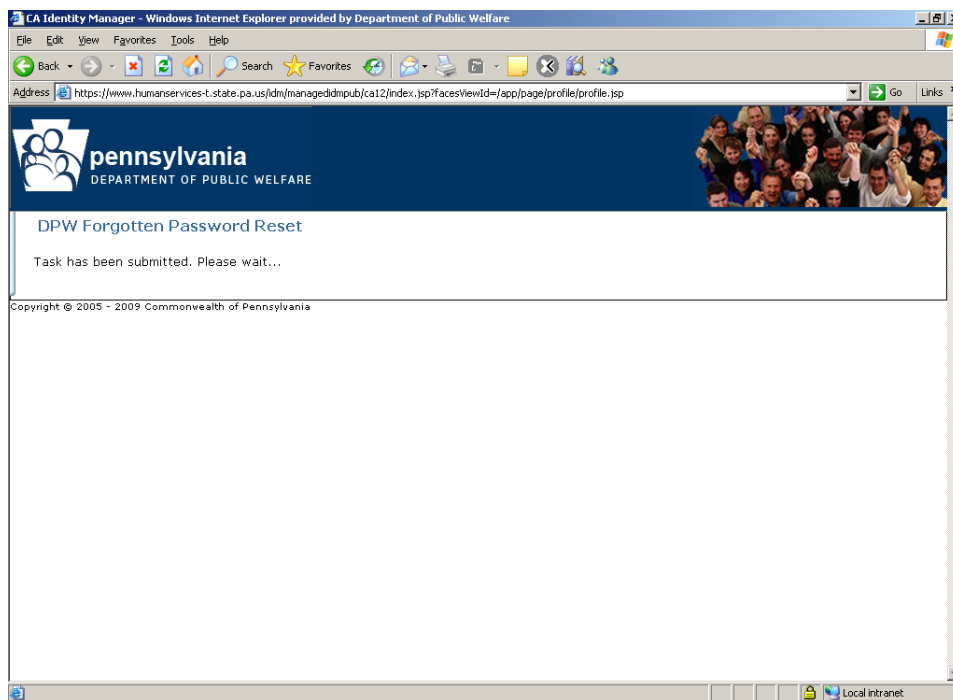 CA Identity Manager - Windows Internet Explorer provided by Department of Public Welfare
File Edit View Favorites Tools Help
Back Search Favorites
Address https://www.humanservices-t.state.pa.us/idm/managedidmpub/ca12/index.jsp?facesViewId=/app/page/profile/profile.jsp Go Links
pennsylvania
DEPARTMENT OF PUBLIC WELFARE
DPW Forgotten Password Reset
Task has been submitted. Please wait...
Copyright © 2005 - 2009 Commonwealth of Pennsylvania
Local intranet